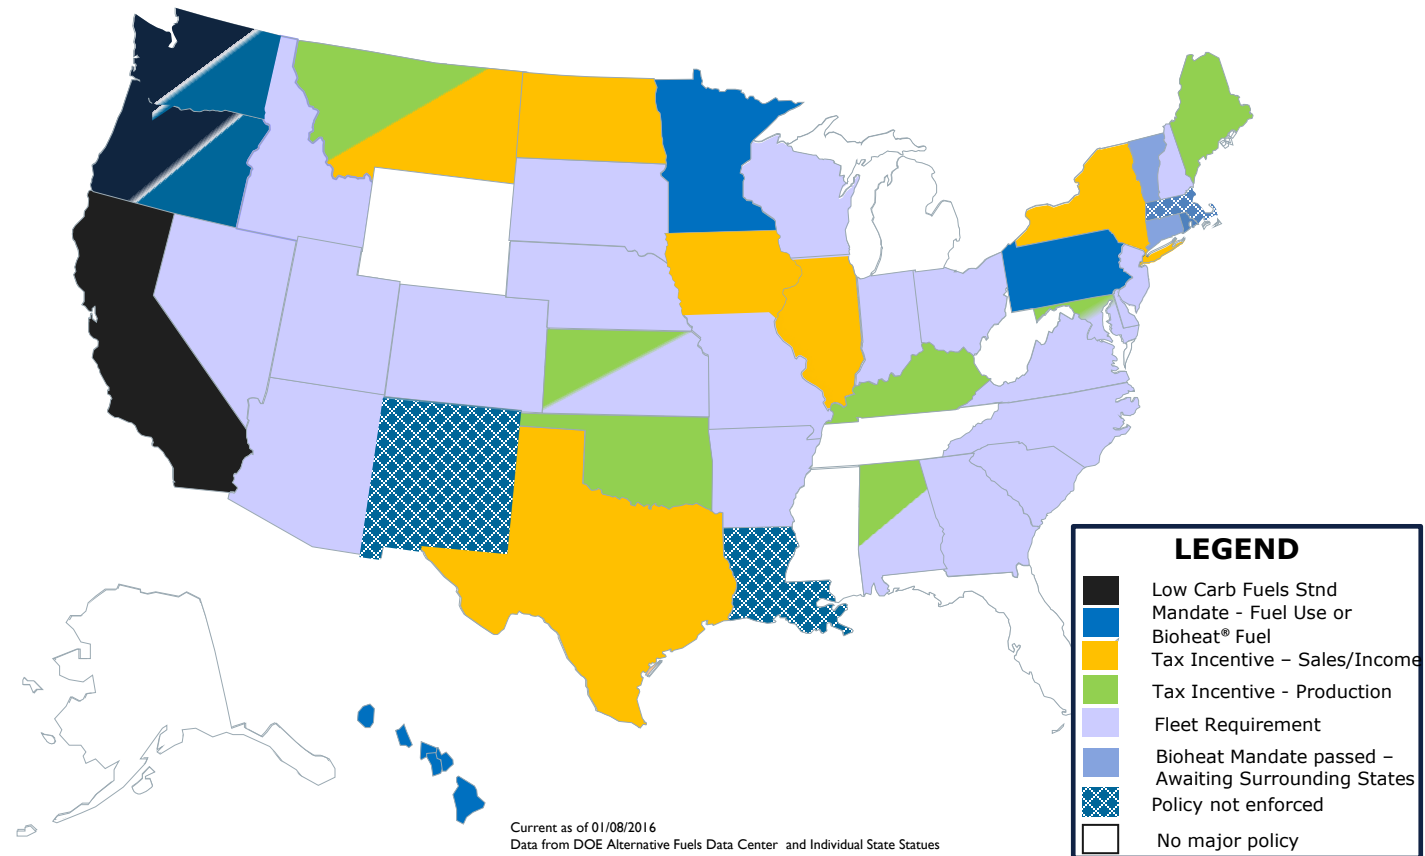 LEGEND
Low Carb Fuels Stnd
Mandate - Fuel Use or
Bioheat® Fuel
Tax Incentive – Sales/Income
Tax Incentive - Production
Fleet Requirement
Bioheat Mandate passed –
Awaiting Surrounding States
Policy not enforced
No major policy
Current as of 01/08/2016
Data from DOE Alternative Fuels Data Center and Individual State Statues